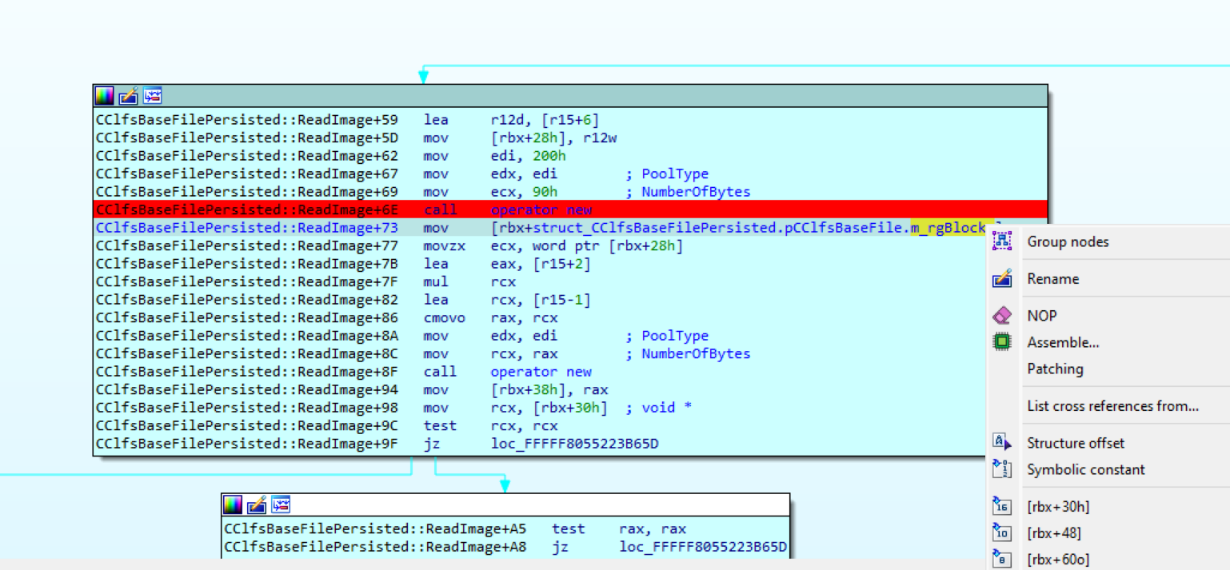 CClfsBaseFilePersisted::ReadImage+59 lea r12d, [r15+6]
CClfsBaseFilePersisted::ReadImage+5D mov [rbx+28h], r12w
CClfsBaseFilePersisted::ReadImage+62 mov edi, 200h
CClfsBaseFilePersisted::ReadImage+67 mov edx, edi ; PoolType
CClfsBaseFilePersisted::ReadImage+69 mov ecx, 90h ; NumberOfBytes
CClfsBaseFilePersisted::ReadImage+6E call operator new
CClfsBaseFilePersisted::ReadImage+73 mov [rbx+struct_CClfsBaseFilePersisted.pCClfsBaseFile.m_rgBlock
CClfsBaseFilePersisted::ReadImage+77 movzx ecx, word ptr [rbx+28h]
CClfsBaseFilePersisted::ReadImage+7B lea eax, [r15+2]
CClfsBaseFilePersisted::ReadImage+7F mul rcx
CClfsBaseFilePersisted::ReadImage+82 lea rcx, [r15-1]
CClfsBaseFilePersisted::ReadImage+86 cmovo rax, rcx
CClfsBaseFilePersisted::ReadImage+8A mov edx, edi ; PoolType
CClfsBaseFilePersisted::ReadImage+8C mov rcx, rax ; NumberOfBytes
CClfsBaseFilePersisted::ReadImage+8F call operator new
CClfsBaseFilePersisted::ReadImage+94 mov [rbx+38h], rax
CClfsBaseFilePersisted::ReadImage+98 mov rcx, [rbx+30h] ; void *
CClfsBaseFilePersisted::ReadImage+9C test rcx, rcx
CClfsBaseFilePersisted::ReadImage+9F jz loc_FFFFF8055223B65D
CClfsBaseFilePersisted::ReadImage+A5 test rax, rax
CClfsBaseFilePersisted::ReadImage+A8 jz loc_FFFFF8055223B65D
Group nodes
Rename
NOP
Assemble...
Patching
List cross references from...
Structure offset
Symbolic constant
[rbx+30h]
[rbx+48]
[rbx+60o]